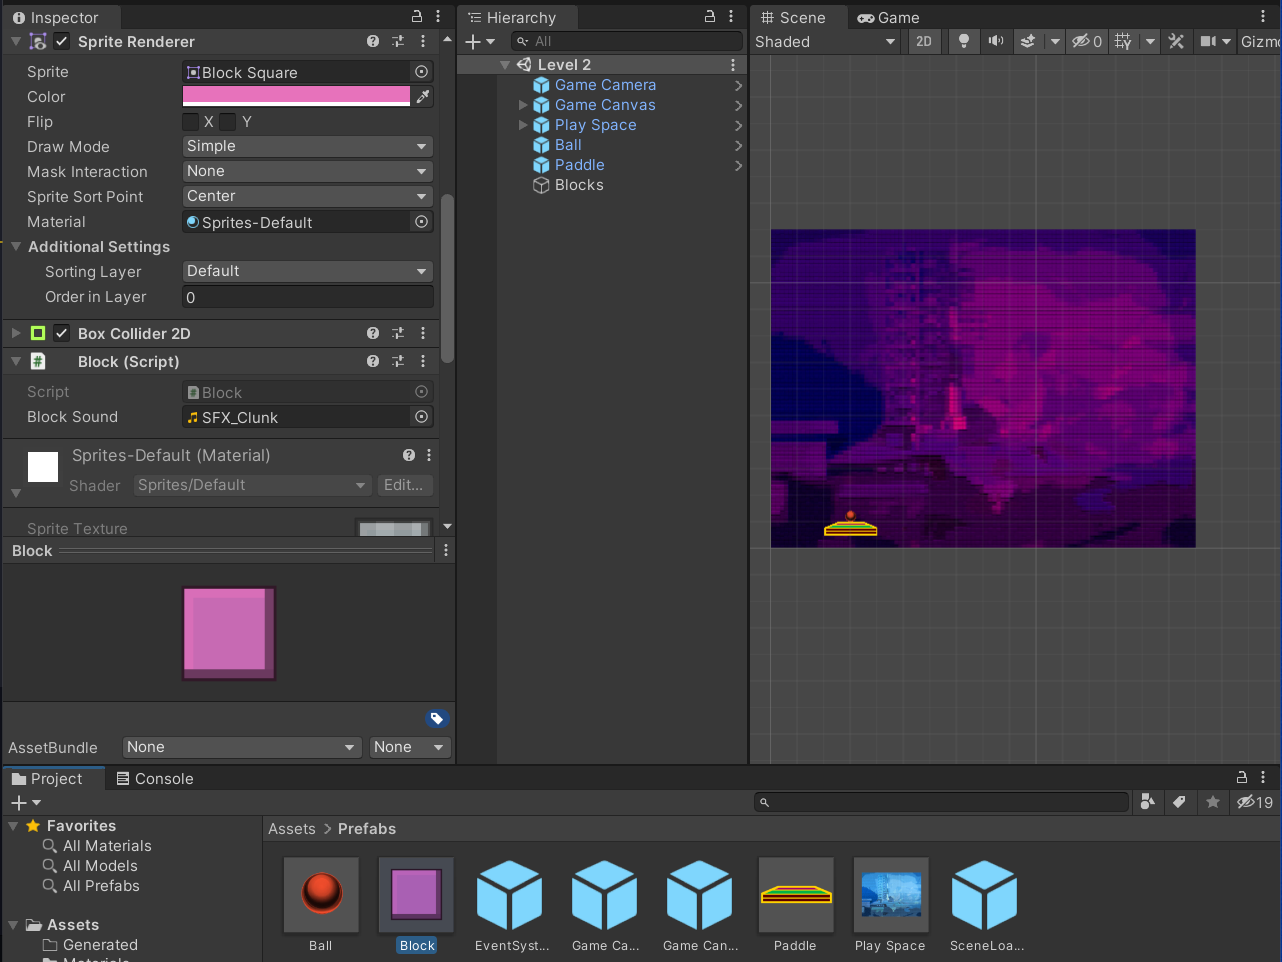 Inspector
Sprite Renderer
Sprite
Block Square
Color
Flip
X
Y
Draw Mode
Simple
Mask Interaction
None
Sprite Sort Point
Center
Material
Sprites-Default
Additional Settings
Sorting Layer
Default
Order in Layer
0
Box Collider 2D
Block (Script)
Script
Block
Block Sound
SFX_Clunk
Sprites-Default (Material)
Shader
Sprites/Default
Edit...
Sprite Texture
Block
AssetBundle
None
None
Hierarchy
All
Level 2
Game Camera
Game Canvas
Play Space
Ball
Paddle
Blocks
Scene
Game
Shaded
2D
0
Gizmo
Project
Console
19
Favorites
All Materials
All Models
All Prefabs
Assets
Generated
Materials
Assets > Prefabs
Ball
Block
EventSyst...
Game Ca...
Game Can...
Paddle
Play Space
SceneLoa...